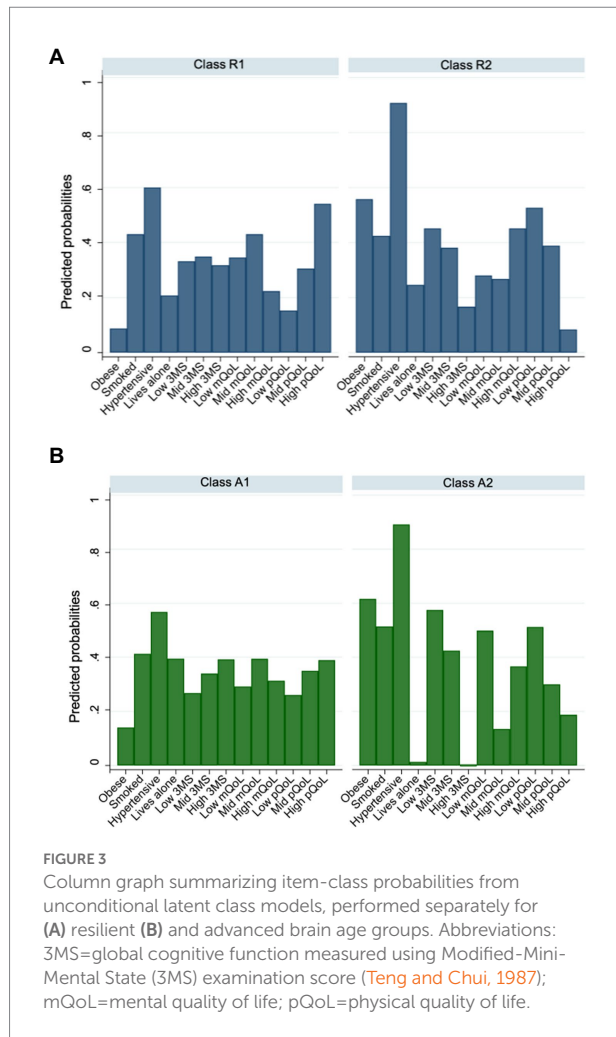 A
Class R1
Class R2
Predicted probabilities
1
.8
.6
.4
.2
0
Obese
Smoked
Hypertensive
Lives alone
Low 3MS
Mid 3MS
High 3MS
Low mQoL
Mid mQoL
High mQoL
Low pQoL
Mid pQoL
High pQoL
Obese
Smoked
Hypertensive
Lives alone
Low 3MS
Mid 3MS
High 3MS
Low mQoL
Mid mQoL
High mQoL
Low pQoL
Mid pQoL
High pQoL
B
Class A1
Class A2
Predicted probabilities
1
.8
.6
.4
.2
0
Obese
Smoked
Hypertensive
Lives alone
Low 3MS
Mid 3MS
High 3MS
Low mQoL
Mid mQoL
High mQoL
Low pQoL
Mid pQoL
High pQoL
Obese
Smoked
Hypertensive
Lives alone
Low 3MS
Mid 3MS
High 3MS
Low mQoL
Mid mQoL
High mQoL
Low pQoL
Mid pQoL
High pQoL
FIGURE 3
Column graph summarizing item-class probabilities from
unconditional latent class models, performed separately for
(A) resilient (B) and advanced brain age groups. Abbreviations:
3MS=global cognitive function measured using Modified-Mini-
Mental State (3MS) examination score (Teng and Chui, 1987);
mQoL=mental quality of life; pQoL=physical quality of life.